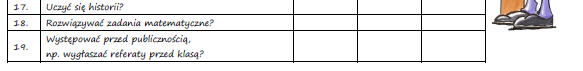 17. Uczyć się historii?
18. Rozwiązywać zadania matematyczne?
19. Występować przed publicznością,
np. wygłaszać referaty przed klasą?